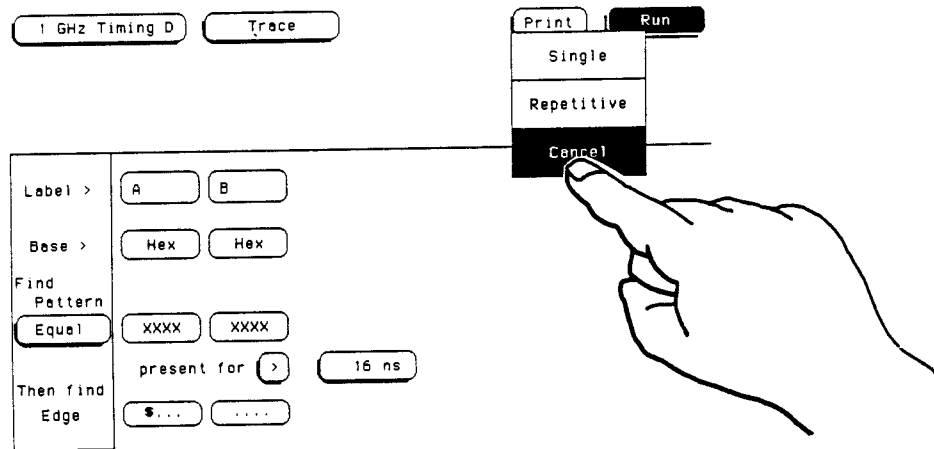 1 GHz Timing D Trace Print Run
Single
Repetitive
Cancel
Label > A B
Base > Hex Hex
Find
Pattern
Equal XXXX XXXX
present for > 16 ns
Then find
Edge $... ....